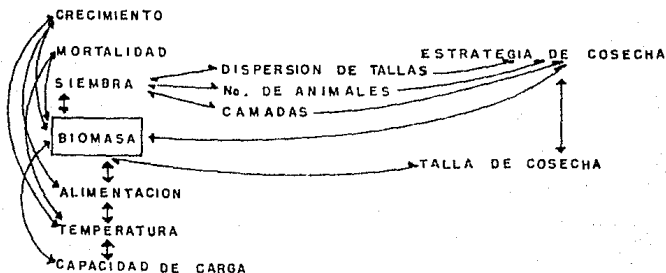 CRECIMIENTO
MORTALIDAD
ESTRATEGIA DE COSECHA
DISPERSION DE TALLAS
SIEMBRA
No. DE ANIMALES
CAMADAS
BIOMASA
TALLA DE COSECHA
ALIMENTACION
TEMPERATURA
CAPACIDAD DE CARGA